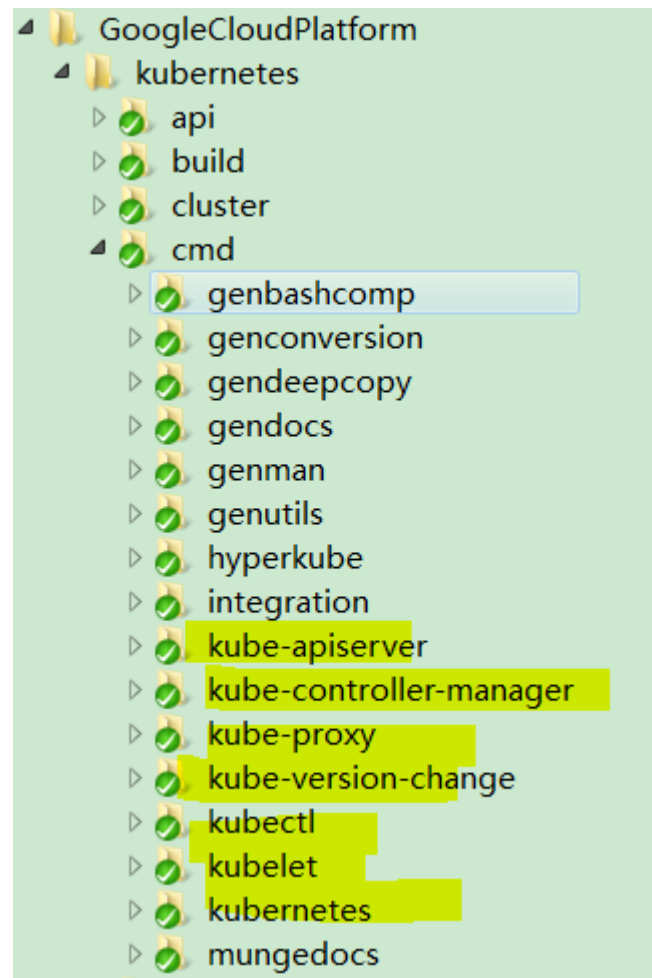 GoogleCloudPlatform
kubernetes
api
build
cluster
cmd
genbashcomp
genconversion
gendeepcopy
gendocs
genman
genutils
hyperkube
integration
kube-apiserver
kube-controller-manager
kube-proxy
kube-version-change
kubectl
kubelet
kubernetes
mungedocs